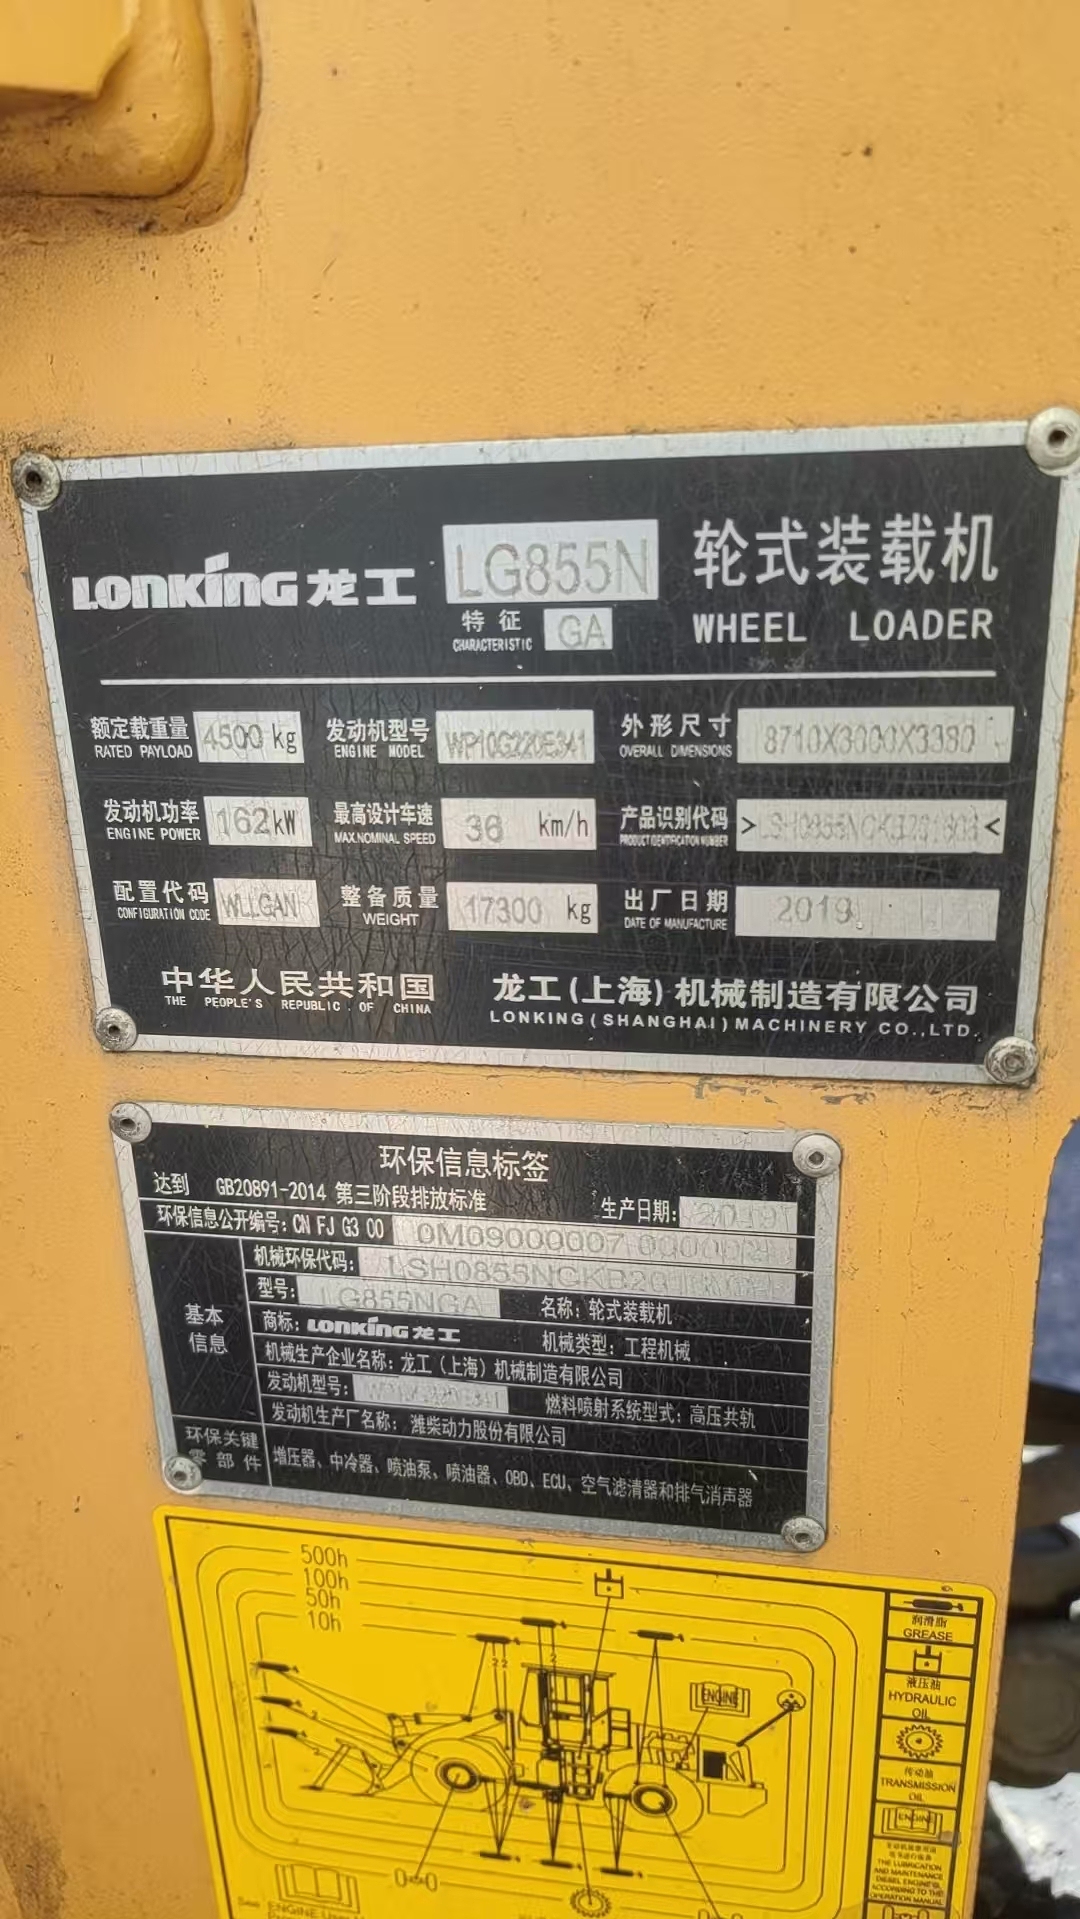 LONKING 龙工 LG855N 轮式装载机
特征 GA
CHARACTERISTIC
WHEEL LOADER
额定载重量 4500 kg 发动机型号 WP10G220E341 外形尺寸 8710X3000X3380
RATED PAYLOAD ENGINE MODEL OVERALL DIMENSIONS
发动机功率 162kW 最高设计车速 36 km/h 产品识别代码
ENGINE POWER MAX.NOMINAL SPEED PRODUCT IDENTIFICATION NUMBER
配置代码 WLLGAN 整备质量 17300 kg 出厂日期 2019.
CONFIGURATION CODE WEIGHT DATE OF MANUFACTURE
中华人民共和国 龙工(上海)机械制造有限公司
THE PEOPLE'S REPUBLIC OF CHINA LONKING(SHANGHAI)MACHINERY CO.,LTD.
环保信息标签
达到 GB20891-2014 第三阶段排放标准 生产日期: 2019
环保信息公开编号: CN FJ G3 00 0M09000007
机械环保代码:
型号: LG855NGA 名称: 轮式装载机
基本信息
商标: LONKING 龙工 机械类型: 工程机械
机械生产企业名称: 龙工(上海)机械制造有限公司
发动机型号: 燃料喷射系统型式: 高压共轨
发动机生产厂名称: 潍柴动力股份有限公司
环保关键零部件 增压器、中冷器、喷油泵、喷油器、OBD、ECU、空气滤清器和排气消声器
500h
100h
50h
10h
ENGINE
润滑脂
GREASE
液压油
HYDRAULIC
OIL
传动油
TRANSMISSION
OIL
ENGINE
THE LUBRICATION
AND MAINTENANCE
DIESEL ENGINE IS
ACCORDING TO THE
OPERATION MANUAL